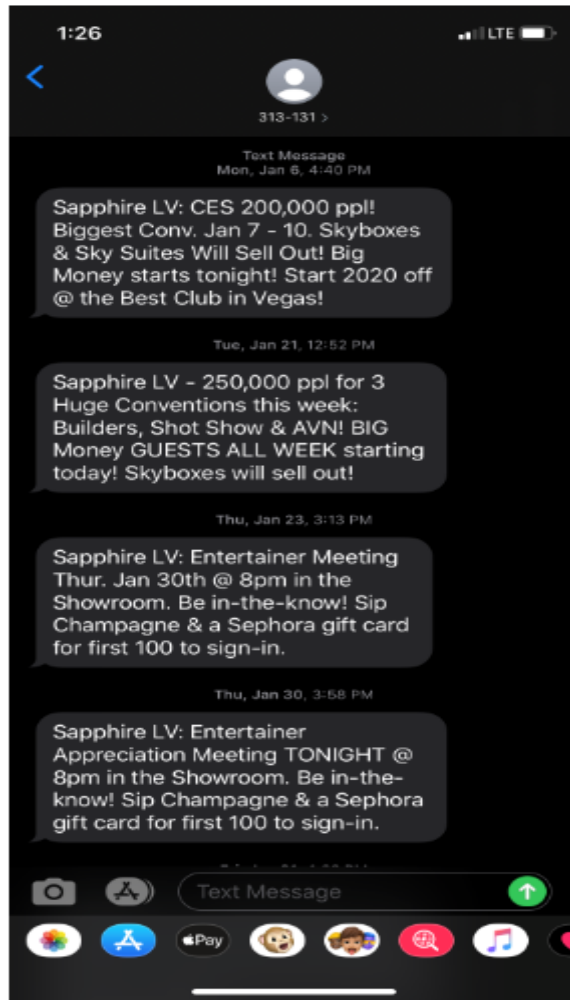 1:26
LTE
313-131 >
Text Message
Mon, Jan 6, 4:40 PM
Sapphire LV: CES 200,000 ppl!
Biggest Conv. Jan 7 - 10. Skyboxes
& Sky Suites Will Sell Out! Big
Money starts tonight! Start 2020 off
@ the Best Club in Vegas!
Tue, Jan 21, 12:52 PM
Sapphire LV - 250,000 ppl for 3
Huge Conventions this week:
Builders, Shot Show & AVN! BIG
Money GUESTS ALL WEEK starting
today! Skyboxes will sell out!
Thu, Jan 23, 3:13 PM
Sapphire LV: Entertainer Meeting
Thur. Jan 30th @ 8pm in the
Showroom. Be in-the-know! Sip
Champagne & a Sephora gift card
for first 100 to sign-in.
Thu, Jan 30, 3:58 PM
Sapphire LV: Entertainer
Appreciation Meeting TONIGHT @
8pm in the Showroom. Be in-the-
know! Sip Champagne & a Sephora
gift card for first 100 to sign-in.
Text Message
Pay